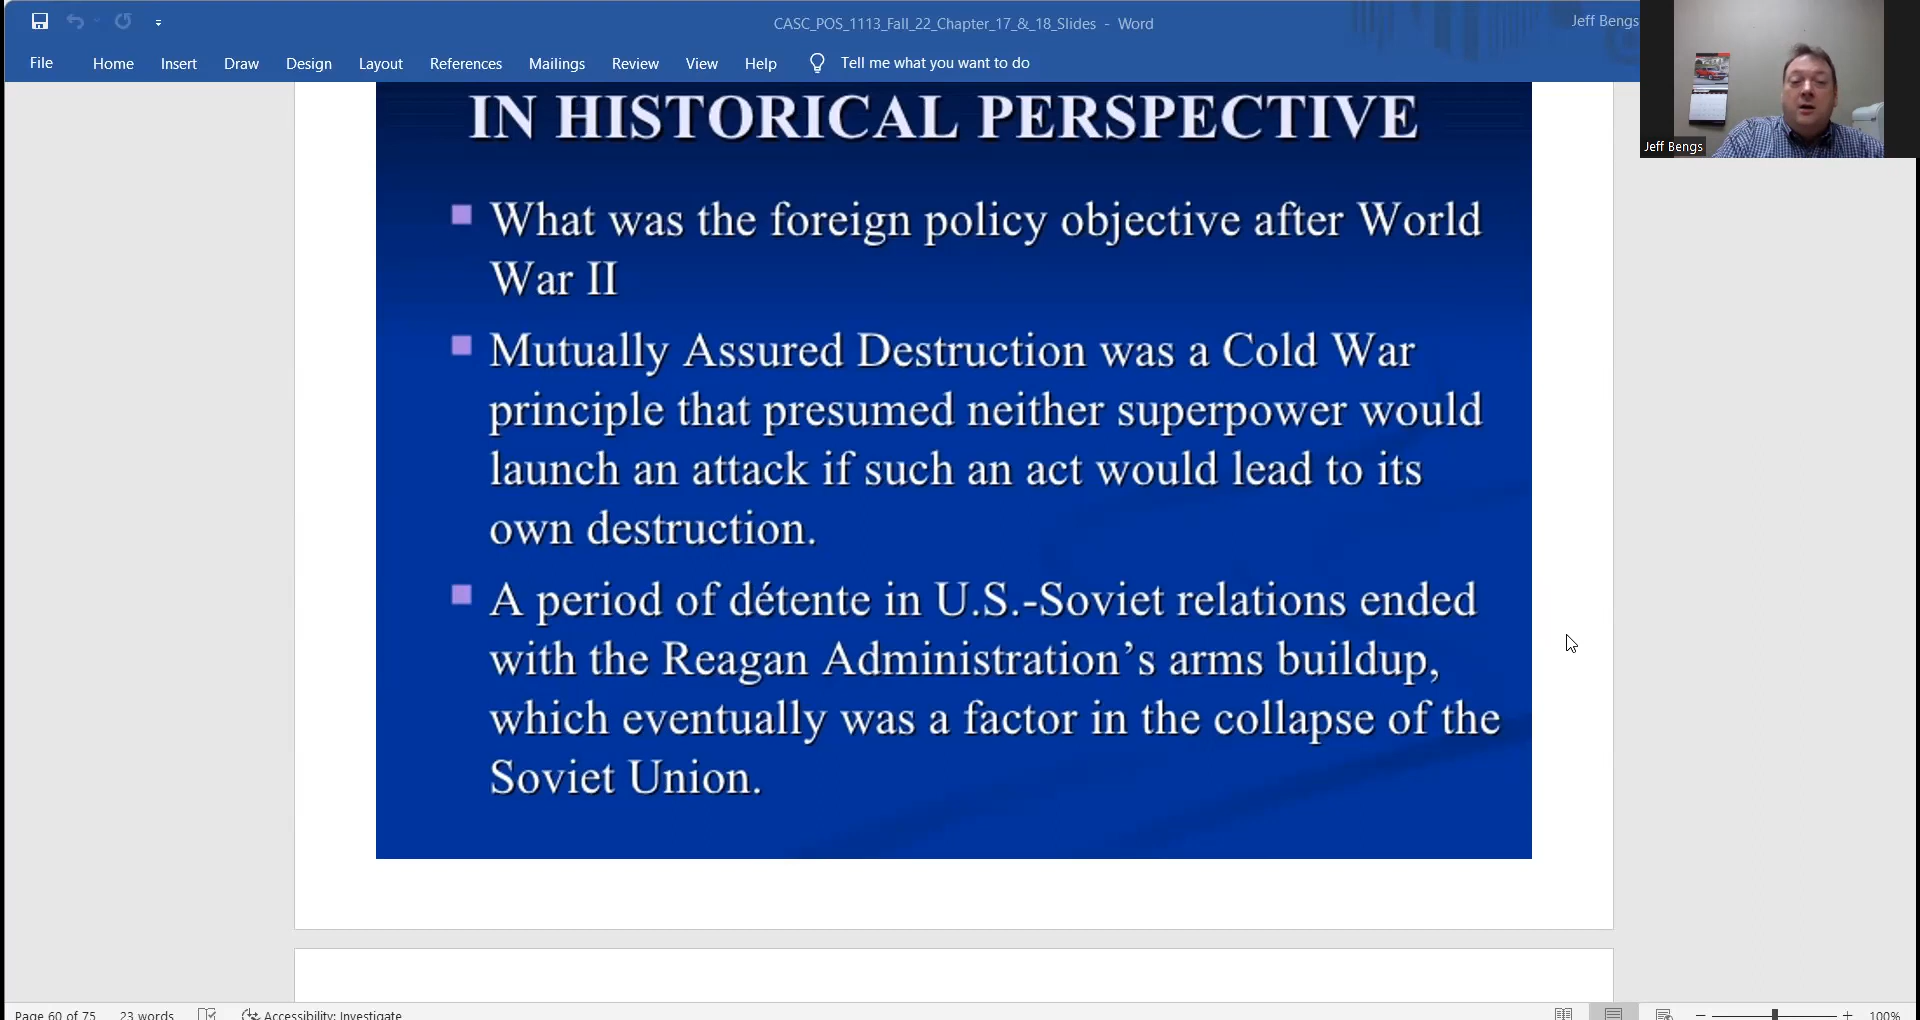 CASC_POS_1113_Fall_22_Chapter_17_&_18_Slides - Word
Jeff Bengs
File Home Insert Draw Design Layout References Mailings Review View Help Tell me what you want to do
Jeff Bengs
IN HISTORICAL PERSPECTIVE
What was the foreign policy objective after World
War II
Mutually Assured Destruction was a Cold War
principle that presumed neither superpower would
launch an attack if such an act would lead to its
own destruction.
A period of détente in U.S.-Soviet relations ended
with the Reagan Administration’s arms buildup,
which eventually was a factor in the collapse of the
Soviet Union.
Page 60 of 75 23 words Accessibility: Investigate 100%